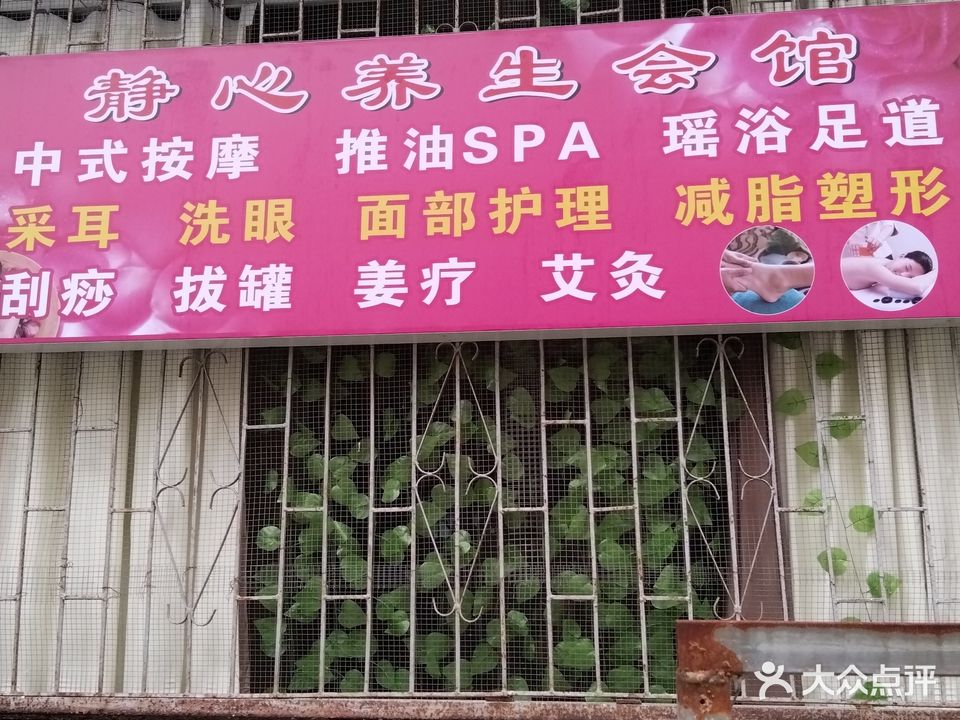 静心养生会馆
中式按摩 推油SPA 瑶浴足道
采耳 洗眼 面部护理 减脂塑形
刮痧 拔罐 姜疗 艾灸
大众点评